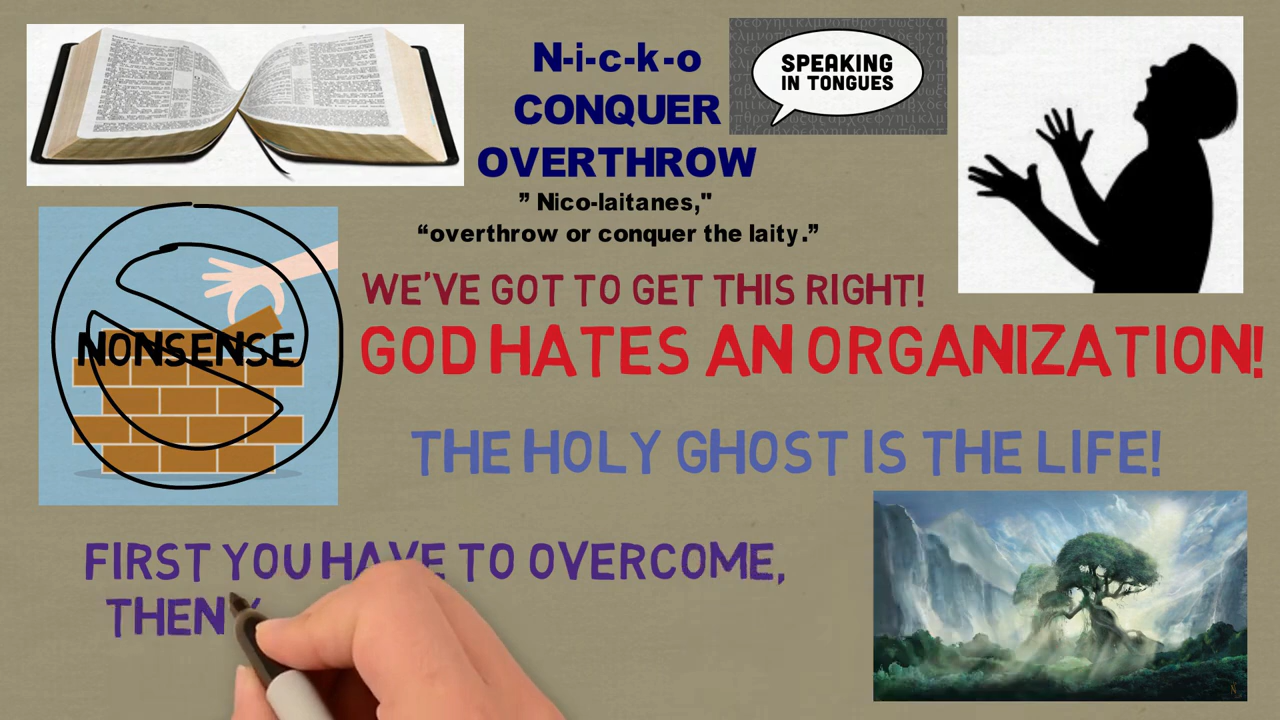 N-i-c-k-o
CONQUER
OVERTHROW
” Nico-laitanes,"
“overthrow or conquer the laity.”
SPEAKING
IN TONGUES
NONSENSE
WE'VE GOT TO GET THIS RIGHT!
GOD HATES AN ORGANIZATION!
THE HOLY GHOST IS THE LIFE!
FIRST YOU HAVE TO OVERCOME,
THEN